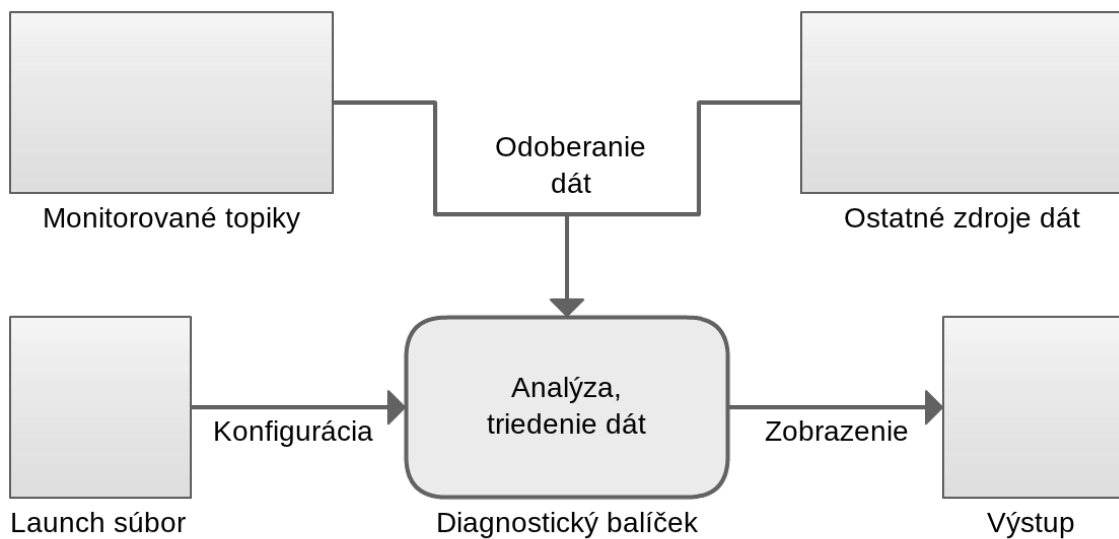 Odoberanie
dát
Monitorované topiky
Ostatné zdroje dát
Analýza,
triedenie dát
Konfigurácia
Zobrazenie
Launch súbor
Diagnostický balíček
Výstup